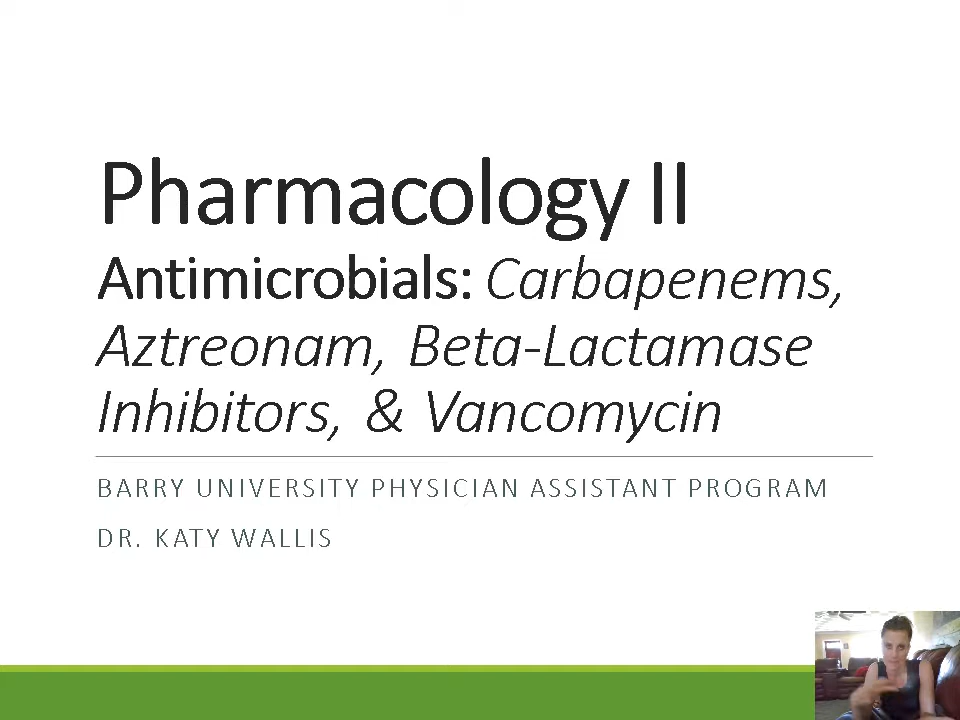 Pharmacology II
Antimicrobials: Carbapenems,
Aztreonam, Beta-Lactamase
Inhibitors, & Vancomycin
BARRY UNIVERSITY PHYSICIAN ASSISTANT PROGRAM
DR. KATY WALLIS